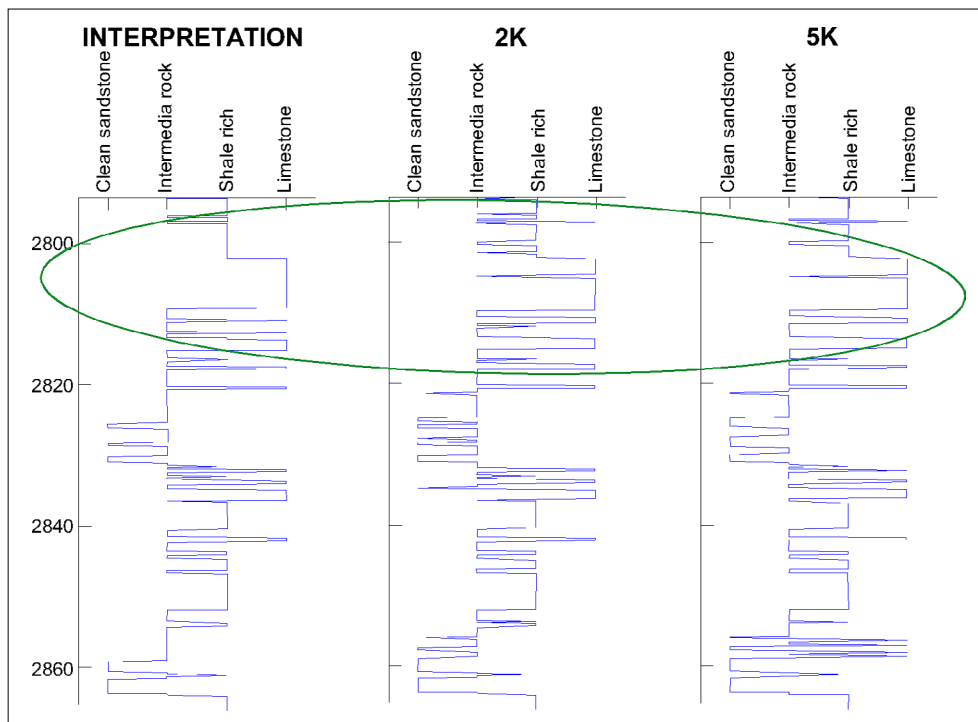 INTERPRETATION 2K 5K
Clean sandstone Intermedia rock Shale rich Limestone Clean sandstone Intermedia rock Shale rich Limestone Clean sandstone Intermedia rock Shale rich Limestone
2800
2820
2840
2860